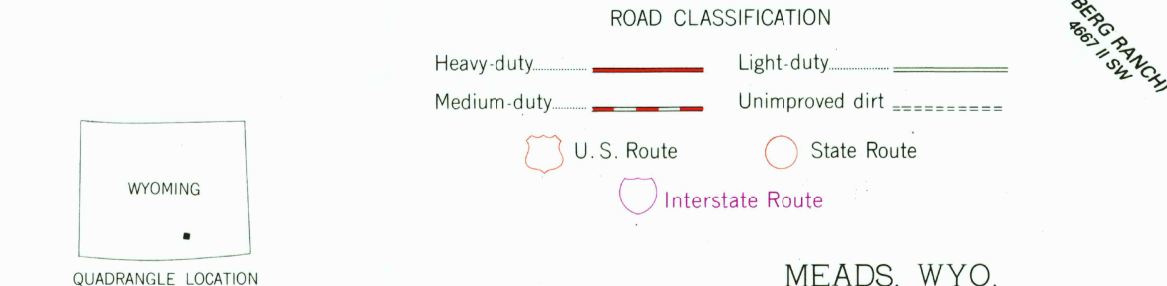 ROAD CLASSIFICATION
BERG RANCH)
4667 II SW
Heavy-duty
Light-duty
Medium-duty
Unimproved dirt
U. S. Route
State Route
Interstate Route
WYOMING
QUADRANGLE LOCATION
MEADS, WYO.